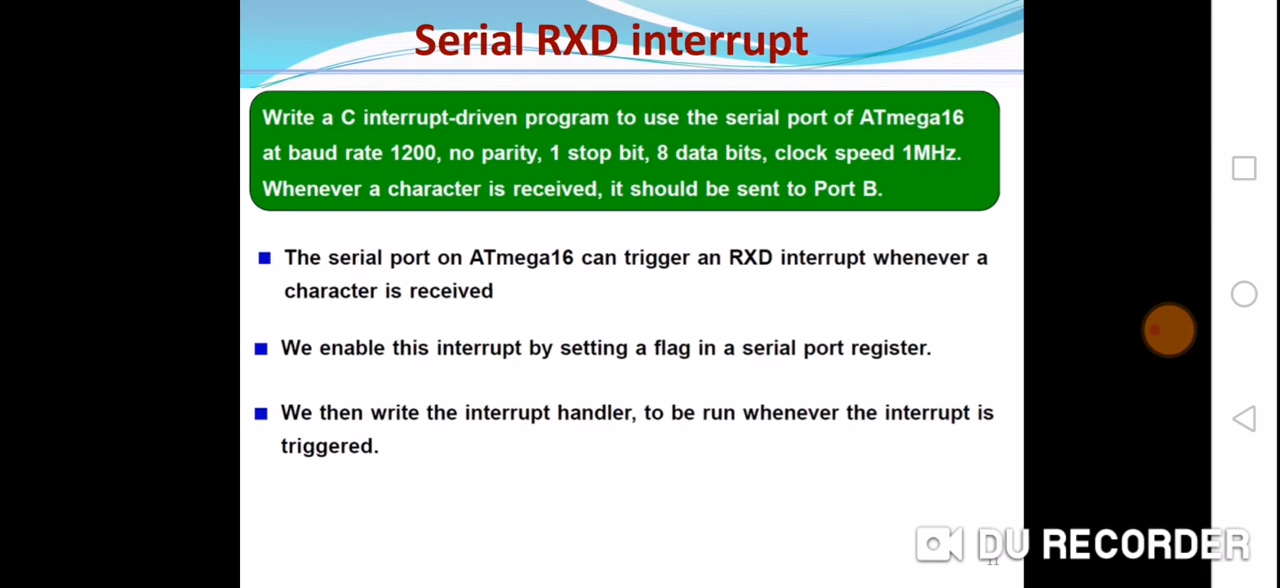 Serial RXD interrupt
Write a C interrupt-driven program to use the serial port of ATmega16
at baud rate 1200, no parity, 1 stop bit, 8 data bits, clock speed 1MHz.
Whenever a character is received, it should be sent to Port B.
The serial port on ATmega16 can trigger an RXD interrupt whenever a
character is received
We enable this interrupt by setting a flag in a serial port register.
We then write the interrupt handler, to be run whenever the interrupt is
triggered.
DU RECORDER
11